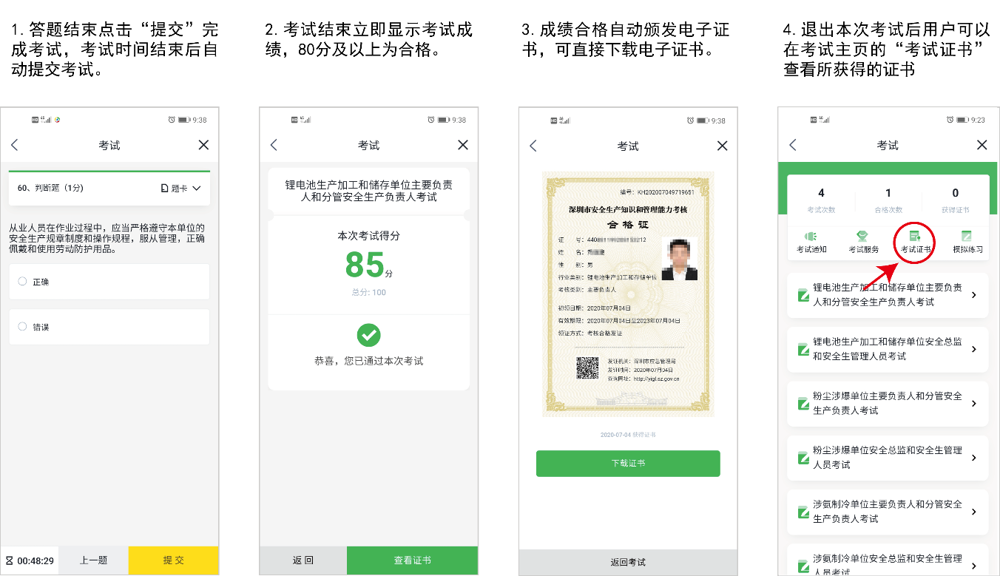 1. 答题结束点击“提交”完
成考试，考试时间结束后自
动提交考试。
2. 考试结束立即显示考试成
绩，80分及以上为合格。
3. 成绩合格自动颁发电子证
书，可直接下载电子证书。
4. 退出本次考试后用户可以
在考试主页的“考试证书”
查看所获得的证书
9:38
考试
60、判断题（1分）
题卡
从业人员在作业过程中，应当严格遵守本单位的
安全生产规章制度和操作规程，服从管理，正确
佩戴和使用劳动防护用品。
正确
错误
00:48:29
上一题
提 交
9:38
考试
锂电池生产加工和储存单位主要负责
人和分管安全生产负责人考试
本次考试得分
85分
总分: 100
恭喜，您已通过本次考试
返 回
查看证书
9:38
考试
编号：KH202007049719651
深圳市安全生产知识和管理能力考核
合 格 证
证 号：
姓 名：
性 别：男
行业类别：锂电池生产加工和存储单位
考核类别：主要负责人
初领日期：2020年07月04日
有效期限：2020年07月04日至2023年07月04日
领证方式：考核合格发证
发证机关：深圳市应急管理局
发证时间：2020年07月04日
查询网址：http://yigl.sz.gov.cn
2020-07-04 获得证书
下载证书
返回考试
9:23
考试
4
1
0
考试次数
合格次数
获得证书
考试通知
考试服务
考试证书
模拟练习
锂电池生产加工和储存单位主要负责
人和分管安全生产负责人考试
锂电池生产加工和储存单位安全总监
和安全生管理人员考试
粉尘涉爆单位主要负责人和分管安全
生产负责人考试
粉尘涉爆单位安全总监和安全生管理
人员考试
涉氨制冷单位主要负责人和分管安全
生产负责人考试
涉氨制冷单位安全总监和安全生管理
人员考试